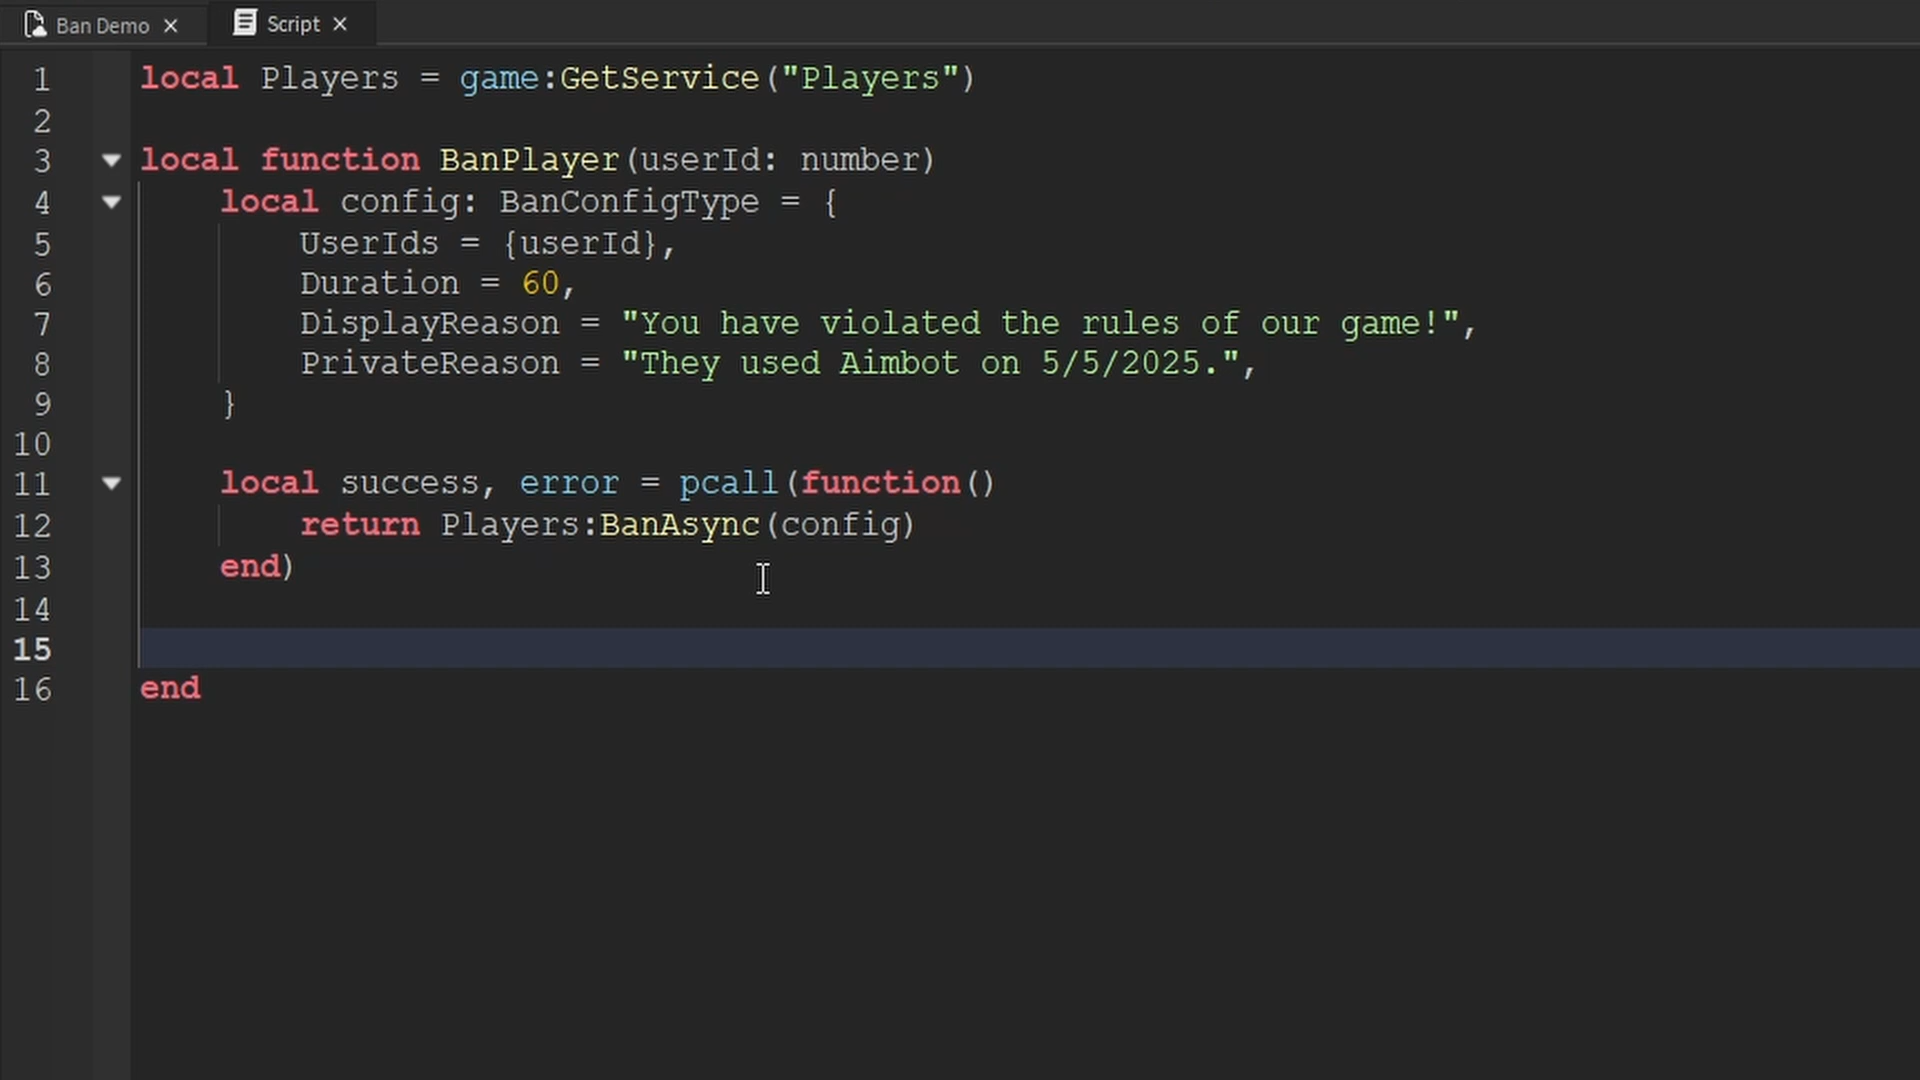 Ban Demo × Script ×
1 local Players = game:GetService("Players")
2
3 local function BanPlayer(userId: number)
4 local config: BanConfigType = {
5 UserIds = {userId},
6 Duration = 60,
7 DisplayReason = "You have violated the rules of our game!",
8 PrivateReason = "They used Aimbot on 5/5/2025.",
9 }
10
11 local success, error = pcall(function()
12 return Players:BanAsync(config)
13 end)
14
15
16 end